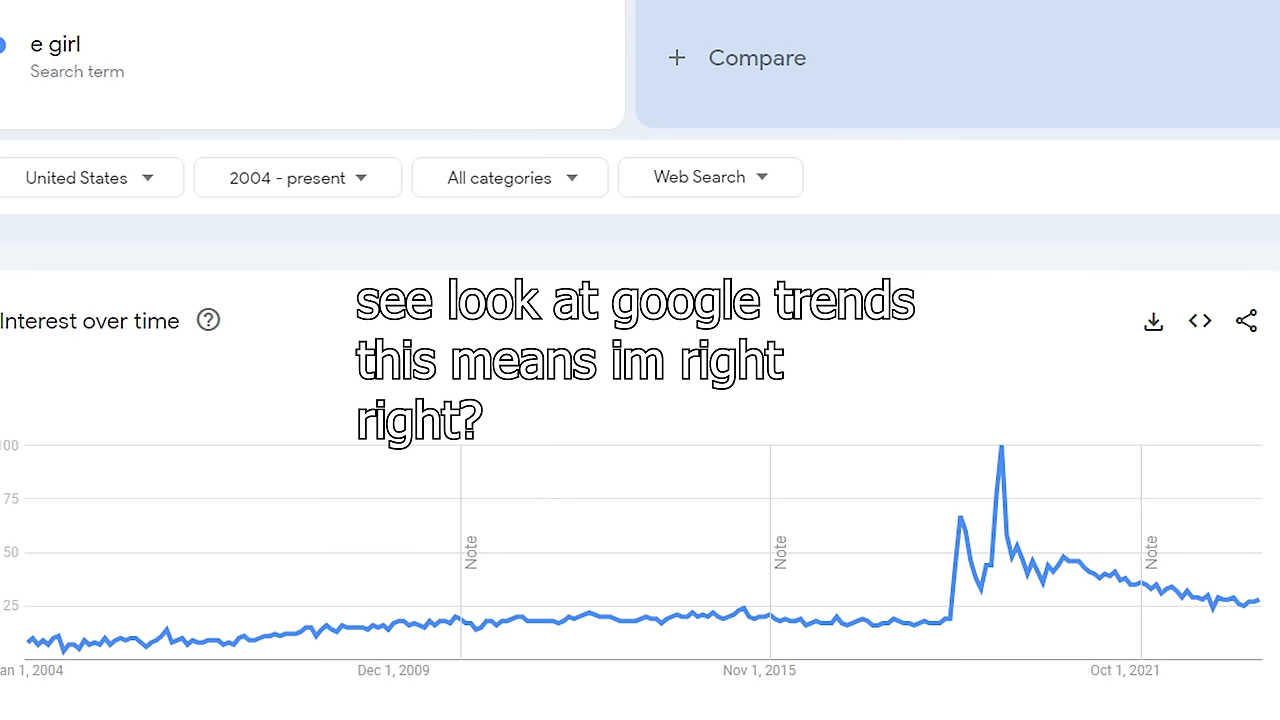 e girl
Search term
+ Compare
United States
2004 - present
All categories
Web Search
Interest over time
see look at google trends
this means im right
right?
100
75
50
25
Note
Note
Note
an 1, 2004
Dec 1, 2009
Nov 1, 2015
Oct 1, 2021